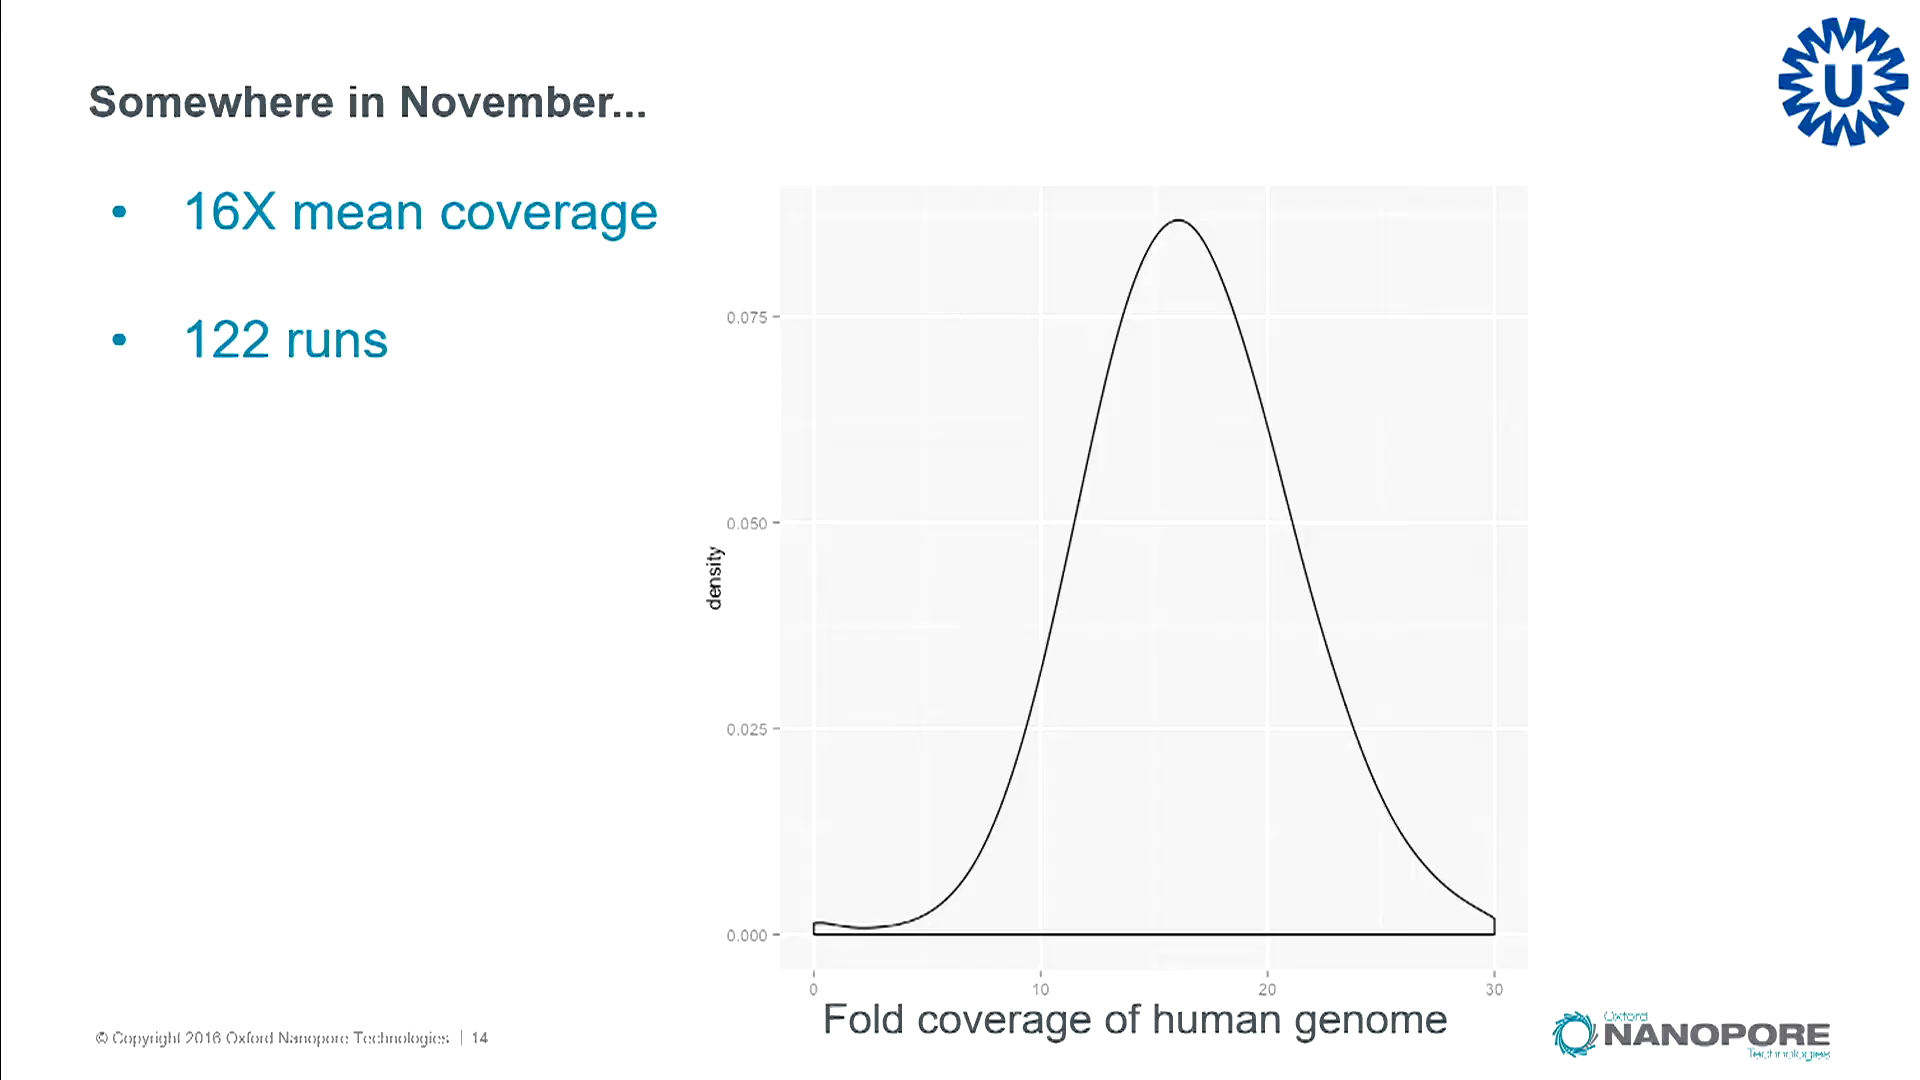 Somewhere in November...
• 16X mean coverage
• 122 runs
U
0.075
0.050
0.025
0.000
density
0 10 20 30
Fold coverage of human genome
© Copyright 2016 Oxford Nanopore Technologies | 14
Oxford
NANOPORE
Technologies